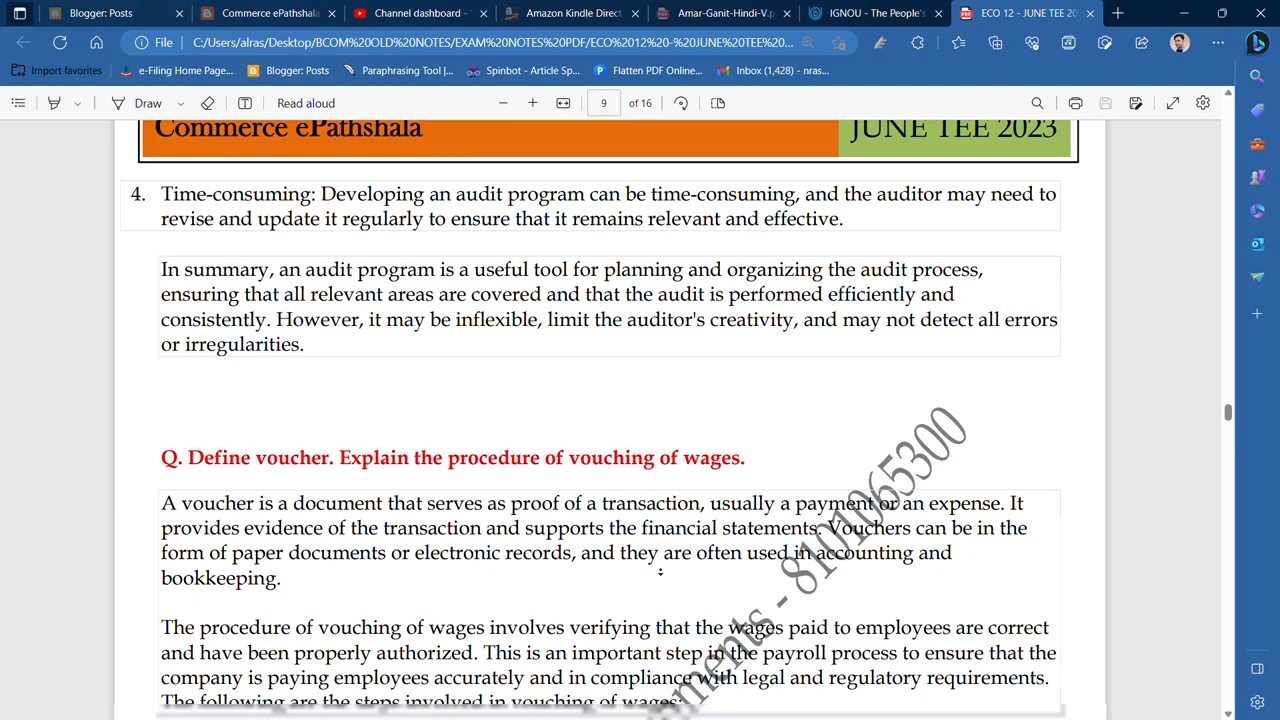 Blogger: Posts
Commerce ePathshala
Channel dashboard -
Amazon Kindle Direct
Amar-Ganit-Hindi-V.p
IGNOU - The People's
ECO 12 - JUNE TEE 20
File
C:/Users/alras/Desktop/BCOM%20OLD%20NOTES/EXAM%20NOTES%20PDF/ECO%2012%20-%20JUNE%20TEE%20...
Import favorites
e-Filing Home Page...
Blogger: Posts
Paraphrasing Tool |...
Spinbot - Article Sp...
Flatten PDF Online...
Inbox (1,428) - nras...
Draw
Read aloud
9 of 16
Commerce ePathshala
JUNE TEE 2023
4. Time-consuming: Developing an audit program can be time-consuming, and the auditor may need to
revise and update it regularly to ensure that it remains relevant and effective.
In summary, an audit program is a useful tool for planning and organizing the audit process,
ensuring that all relevant areas are covered and that the audit is performed efficiently and
consistently. However, it may be inflexible, limit the auditor's creativity, and may not detect all errors
or irregularities.
Q. Define voucher. Explain the procedure of vouching of wages.
A voucher is a document that serves as proof of a transaction, usually a payment or an expense. It
provides evidence of the transaction and supports the financial statements. Vouchers can be in the
form of paper documents or electronic records, and they are often used in accounting and
bookkeeping.
The procedure of vouching of wages involves verifying that the wages paid to employees are correct
and have been properly authorized. This is an important step in the payroll process to ensure that the
company is paying employees accurately and in compliance with legal and regulatory requirements.
The following are the steps involved in vouching of wages:
ments - 8101065300